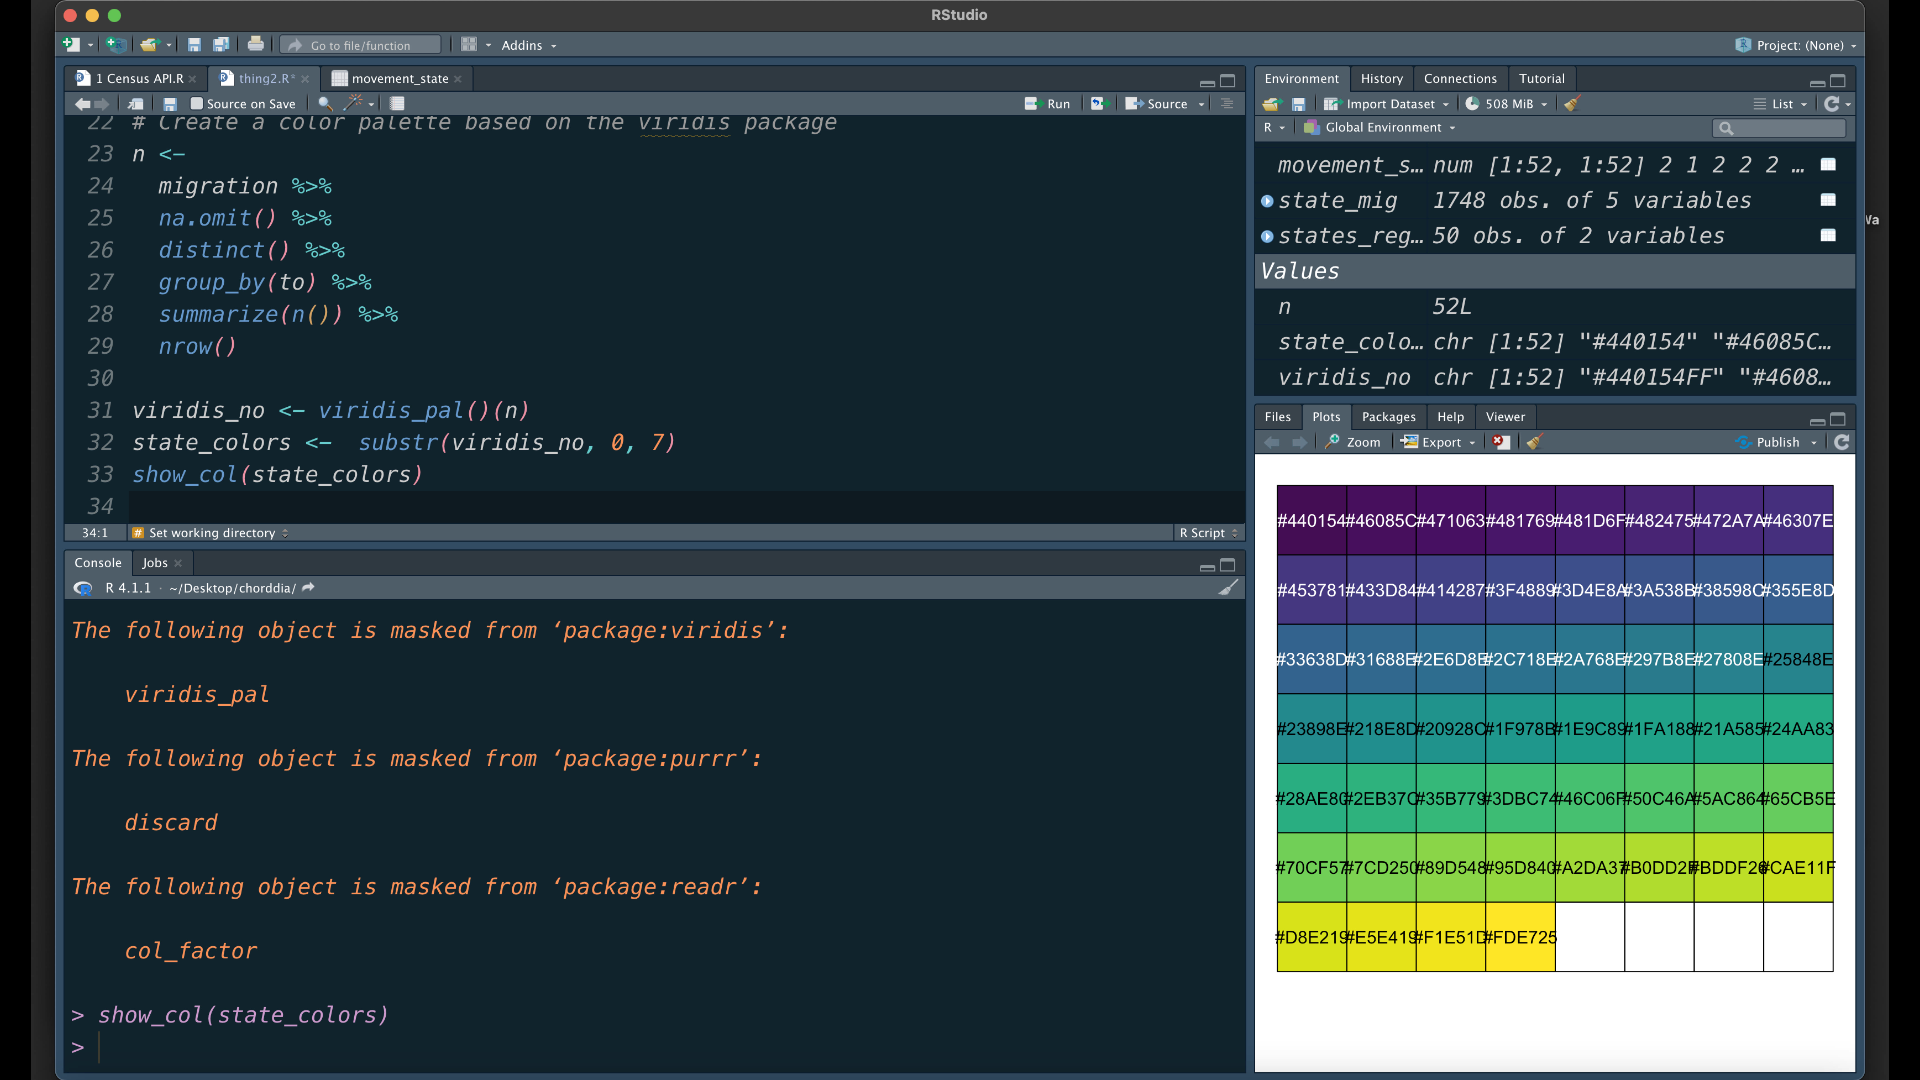 RStudio
Go to file/function
Addins
Project: (None)
1 Census API.R
thing2.R*
movement_state
Source on Save
Run
Source
22 # Create a color palette based on the viridis package
23 n <-
24 migration %>%
25 na.omit() %>%
26 distinct() %>%
27 group_by(to) %>%
28 summarize(n()) %>%
29 nrow()
30
31 viridis_no <- viridis_pal()(n)
32 state_colors <-  substr(viridis_no, 0, 7)
33 show_col(state_colors)
34
34:1
# Set working directory
R Script
Console
Jobs
R 4.1.1 · ~/Desktop/chorddia/
The following object is masked from ‘package:viridis’:
viridis_pal
The following object is masked from ‘package:purrr’:
discard
The following object is masked from ‘package:readr’:
col_factor
> show_col(state_colors)
>
Environment
History
Connections
Tutorial
Import Dataset
508 MiB
List
R
Global Environment
movement_s… num [1:52, 1:52] 2 1 2 2 2 …
state_mig 1748 obs. of 5 variables
states_reg… 50 obs. of 2 variables
Values
n 52L
state_colo… chr [1:52] "#440154" "#46085C…
viridis_no chr [1:52] "#440154FF" "#4608…
Files
Plots
Packages
Help
Viewer
Zoom
Export
Publish
#440154 #46085C #471063 #481769 #481D6F #482475 #472A7A #46307E
#453781 #433D84 #414287 #3F4889 #3D4E8A #3A538B #38598C #355E8D
#33638D #31688E #2E6D8E #2C718E #2A768E #297B8E #27808E #25848E
#23898E #218E8D #20928C #1F978B #1E9C89 #1FA188 #21A585 #24AA83
#28AE80 #2EB37C #35B779 #3DBC74 #46C06F #50C46A #5AC864 #65CB5E
#70CF57 #7CD250 #89D548 #95D840 #A2DA37 #B0DD2F #BDDF26 #CAE11F
#D8E219 #E5E419 #F1E51D #FDE725